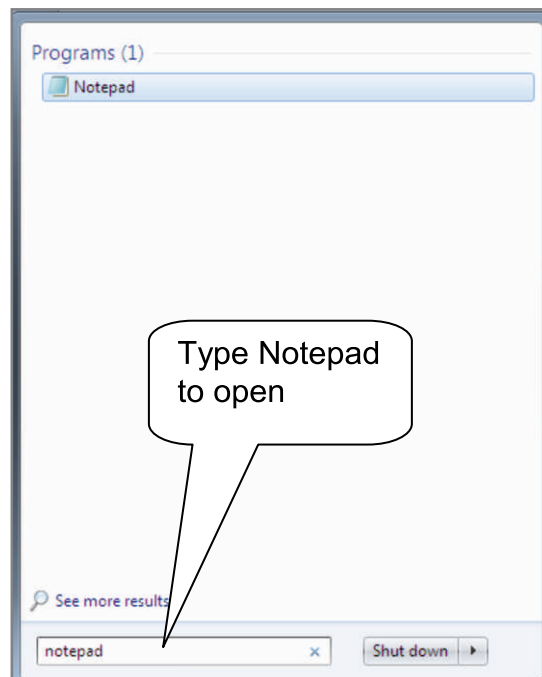 Programs (1)
Notepad
Type Notepad
to open
See more results
notepad × Shut down